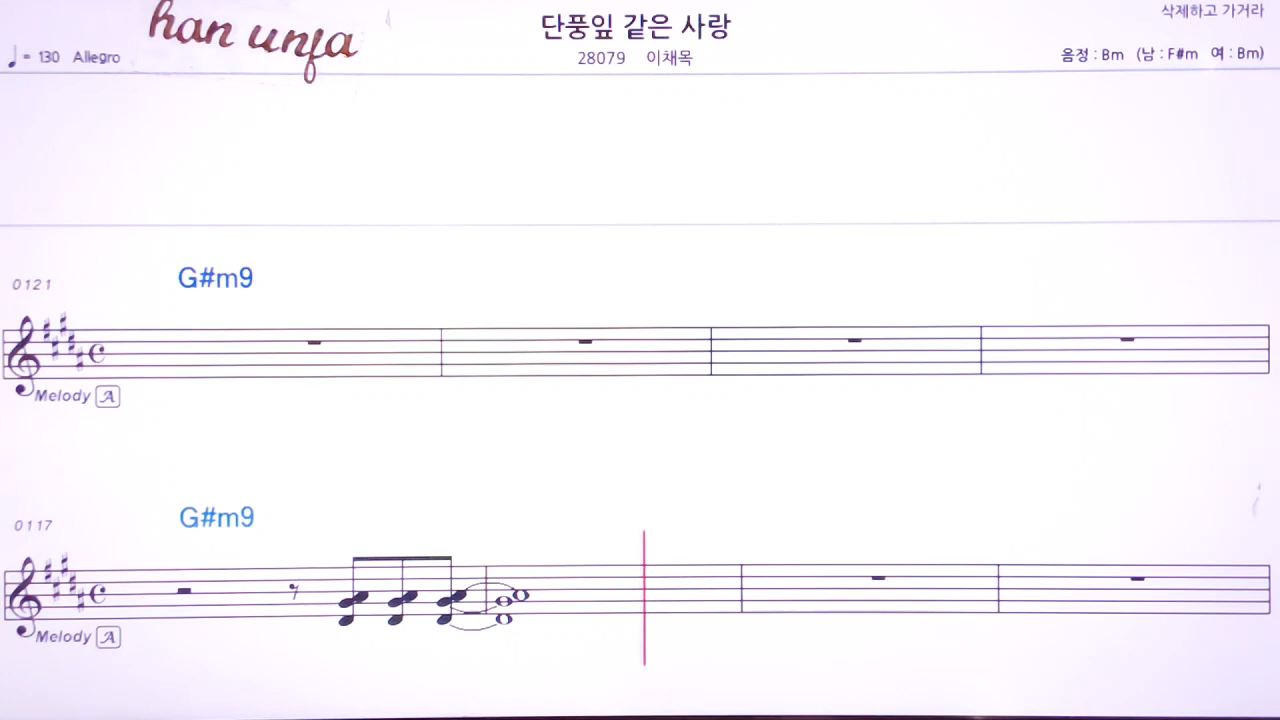 han unfa
단풍잎 같은 사랑
삭제하고 가거라
♩ = 130 Allegro
28079 이채목
음정 : Bm (남 : F#m 여 : Bm)
0121
G#m9
Melody A
0117
G#m9
Melody A